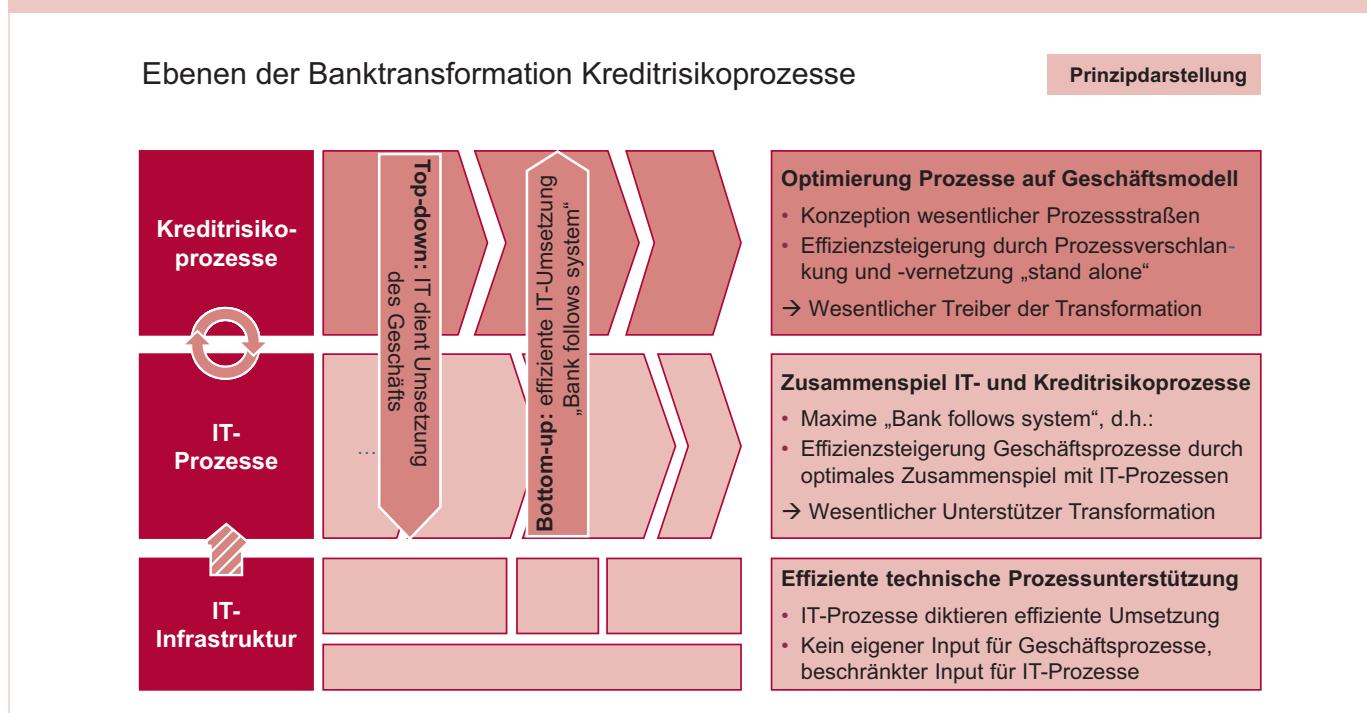 Ebenen der Banktransformation Kreditrisikoprozesse
Prinzipdarstellung
Kreditrisiko-
prozesse
Top-down: IT dient Umsetzung
des Geschäfts
Bottom-up: effiziente IT-Umsetzung
„Bank follows system“
Optimierung Prozesse auf Geschäftsmodell
• Konzeption wesentlicher Prozessstraßen
• Effizienzsteigerung durch Prozessverschlan-
kung und -vernetzung „stand alone“
→ Wesentlicher Treiber der Transformation
IT-
Prozesse
...
Zusammenspiel IT- und Kreditrisikoprozesse
• Maxime „Bank follows system“, d.h.:
• Effizienzsteigerung Geschäftsprozesse durch
optimales Zusammenspiel mit IT-Prozessen
→ Wesentlicher Unterstützer Transformation
IT-
Infrastruktur
Effiziente technische Prozessunterstützung
• IT-Prozesse diktieren effiziente Umsetzung
• Kein eigener Input für Geschäftsprozesse,
beschränkter Input für IT-Prozesse